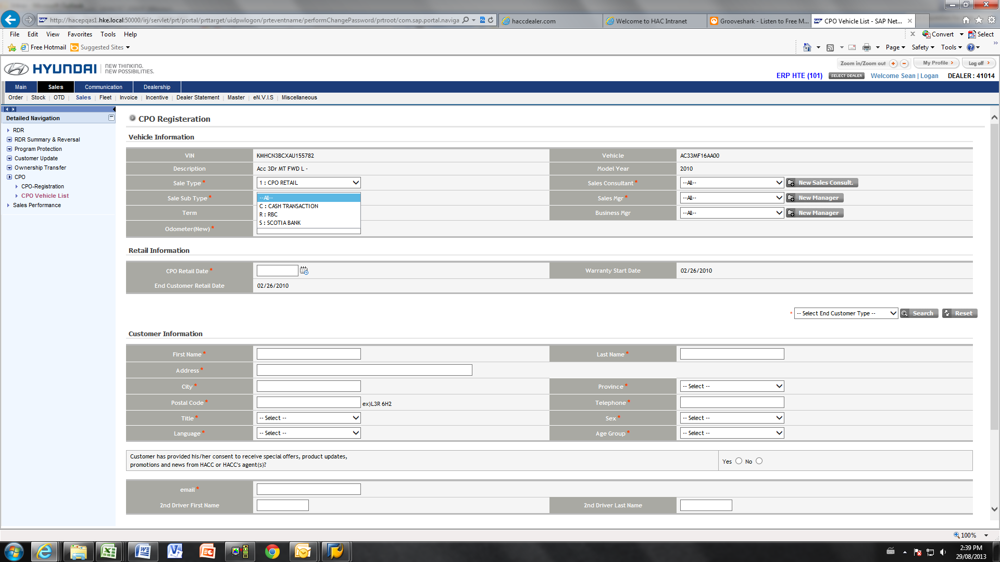 http://hacepqas1.hke.local:50000/irj/servlet/prt/portal/prttarget/uidpwlogon/prteventname/performChangePassword/prtroot/com.sap.portal.naviga
haccdealer.com
Welcome to HAC Intranet
Grooveshark - Listen to Free M...
CPO Vehicle List - SAP Net...
File Edit View Favorites Tools Help
Convert Select
Free Hotmail Suggested Sites
Page Safety Tools
HYUNDAI
NEW THINKING.
NEW POSSIBILITIES.
Zoom in/Zoom out My Profile Log off
ERP HTE (101) SELECT DEALER Welcome Sean | Logan DEALER : 41014
Main Sales Communication Dealership
Order Stock OTD Sales Fleet Invoice Incentive Dealer Statement Master eN.V.I.S Miscellaneous
Detailed Navigation
RDR
RDR Summary & Reversal
Program Protection
Customer Update
Ownership Transfer
CPO
CPO-Registration
CPO Vehicle List
Sales Performance
CPO Registeration
Vehicle Information
VIN KMHCN3BCXAU155782 Vehicle AC33MF16AA00
Description Acc 3Dr MT FWD L - Model Year 2010
Sale Type * 1 : CPO RETAIL Sales Consultant * --All-- New Sales Consult.
Sale Sub Type * --All-- Sales Mgr * --All-- New Manager
C : CASH TRANSACTION
Term R : RBC Business Mgr --All-- New Manager
S : SCOTIA BANK
Odometer(New) *
Retail Information
CPO Retail Date * Warranty Start Date 02/26/2010
End Customer Retail Date 02/26/2010
* -- Select End Customer Type -- Search Reset
Customer Information
First Name * Last Name *
Address *
City * Province * -- Select --
Postal Code * ex)L3R 6H2 Telephone *
Title * -- Select -- Sex * -- Select --
Language * -- Select -- Age Group * -- Select --
Customer has provided his/her consent to receive special offers, product updates,
promotions and news from HACC or HACC's agent(s)?
Yes No
email *
2nd Driver First Name 2nd Driver Last Name
100%
2:39 PM
29/08/2013